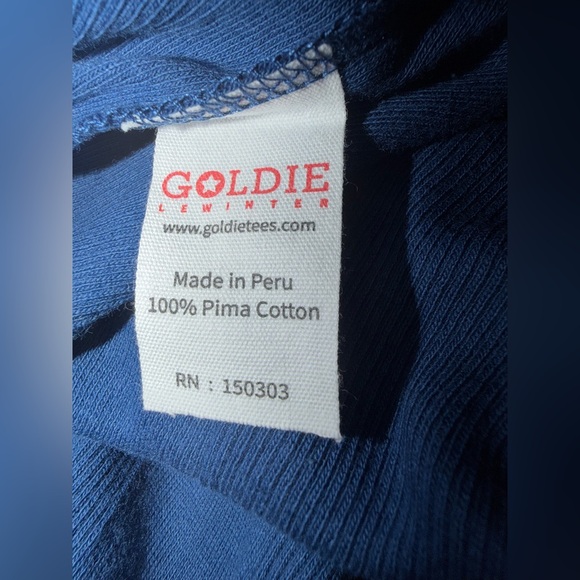 GOLDIE
LEWINTER
www.goldietees.com
Made in Peru
100% Pima Cotton
RN : 150303